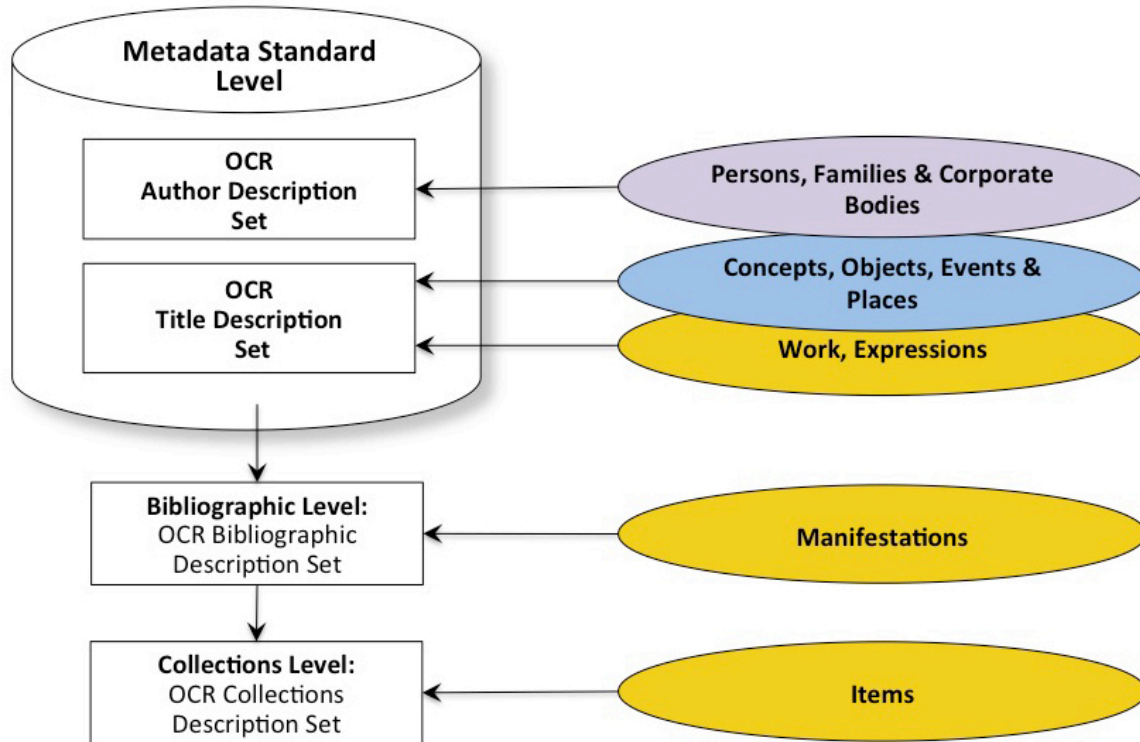 Metadata Standard
Level
OCR
Author Description
Set
Persons, Families & Corporate
Bodies
OCR
Title Description
Set
Concepts, Objects, Events &
Places
Work, Expressions
Bibliographic Level:
OCR Bibliographic
Description Set
Manifestations
Collections Level:
OCR Collections
Description Set
Items